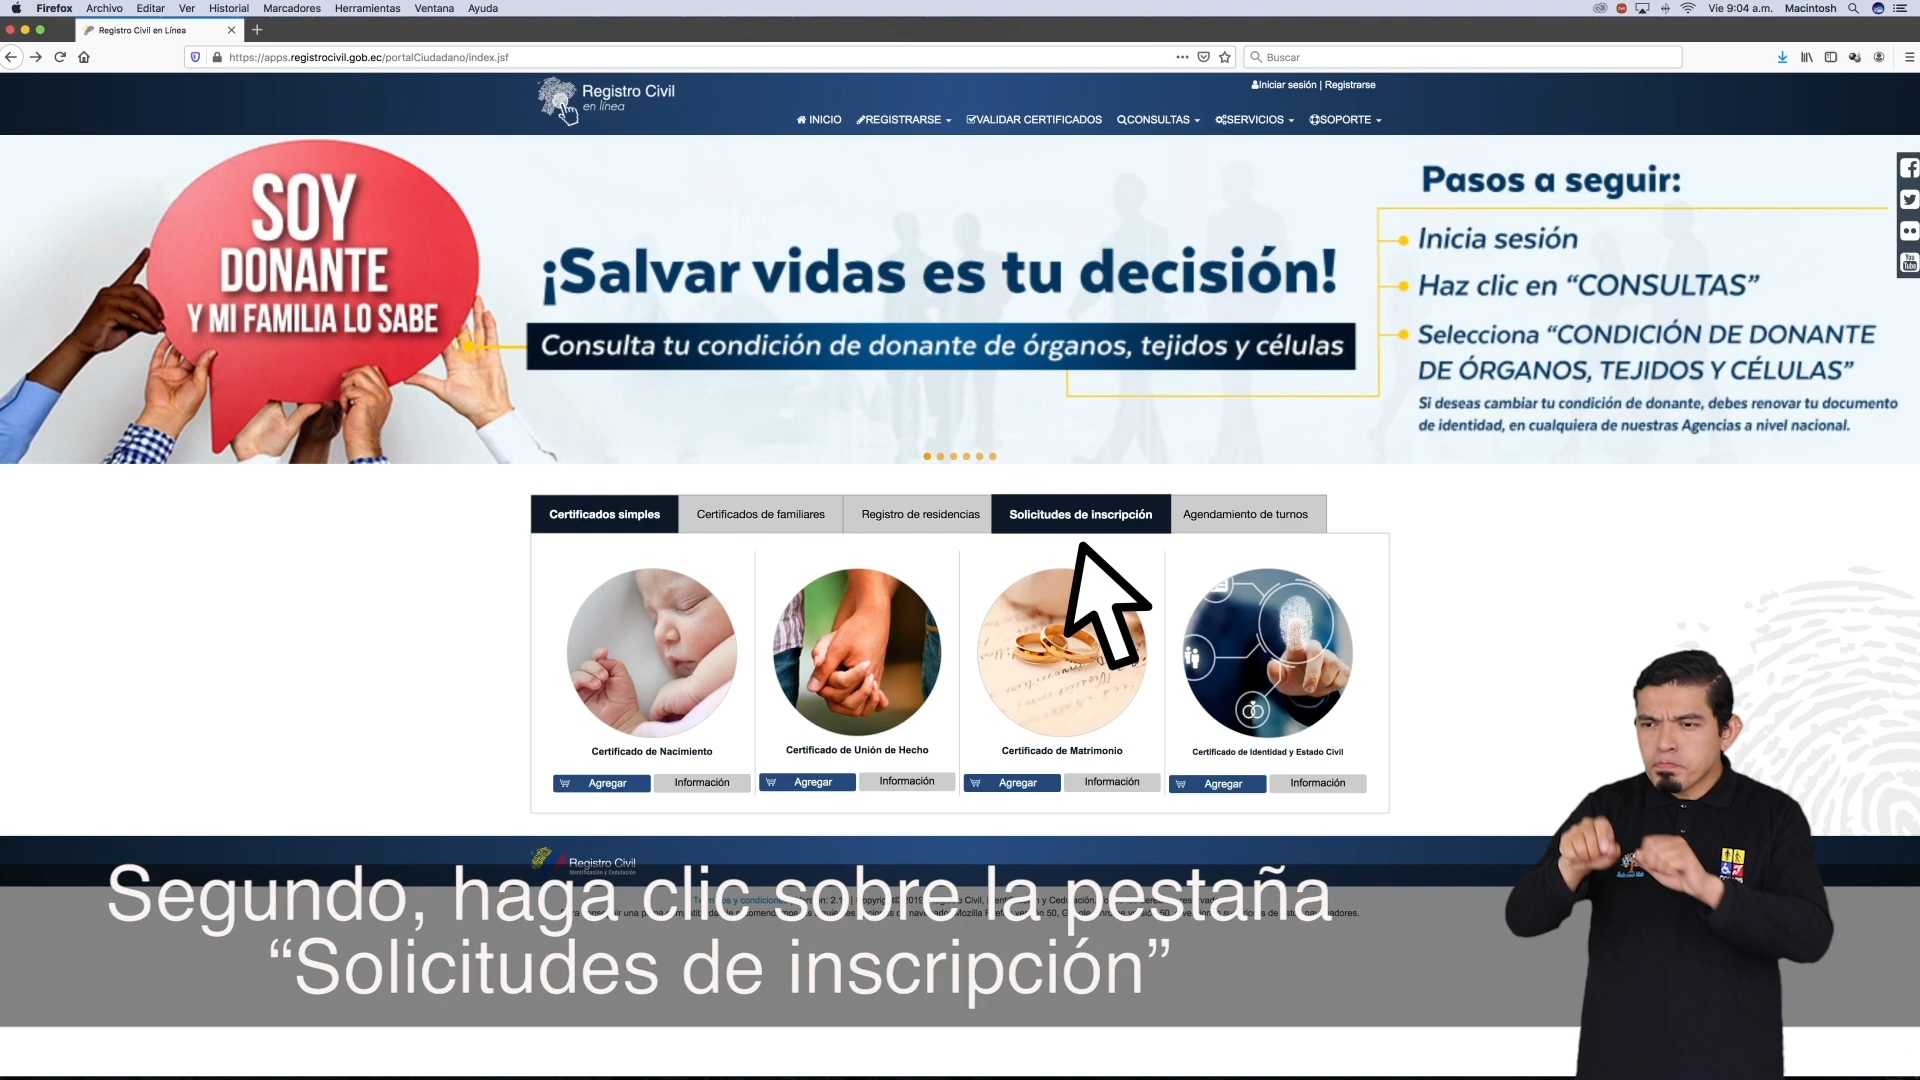 Firefox Archivo Editar Ver Historial Marcadores Herramientas Ventana Ayuda
Vie 9:04 a.m. Macintosh
Registro Civil en Línea
https://apps.registrocivil.gob.ec/portalCiudadano/index.jsf
Buscar
Registro Civil
en línea
Iniciar sesión | Registrarse
INICIO REGISTRARSE VALIDAR CERTIFICADOS CONSULTAS SERVICIOS SOPORTE
SOY
DONANTE
Y MI FAMILIA LO SABE
¡Salvar vidas es tu decisión!
Consulta tu condición de donante de órganos, tejidos y células
Pasos a seguir:
Inicia sesión
Haz clic en “CONSULTAS”
Selecciona “CONDICIÓN DE DONANTE
DE ÓRGANOS, TEJIDOS Y CÉLULAS”
Si deseas cambiar tu condición de donante, debes renovar tu documento
de identidad, en cualquiera de nuestras Agencias a nivel nacional.
You
Tube
Certificados simples Certificados de familiares Registro de residencias Solicitudes de inscripción Agendamiento de turnos
Certificado de Nacimiento
Agregar Información
Certificado de Unión de Hecho
Agregar Información
Certificado de Matrimonio
Agregar Información
Certificado de Identidad y Estado Civil
Agregar Información
Registro Civil
Identificación y Cedulación
Segundo, haga clic sobre la pestaña
“Solicitudes de inscripción”